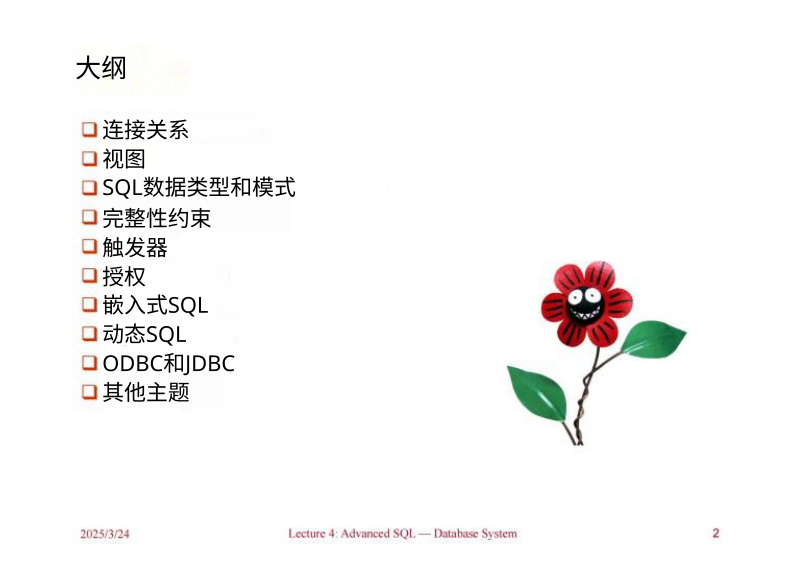 大纲
连接关系
视图
SQL数据类型和模式
完整性约束
触发器
授权
嵌入式SQL
动态SQL
ODBC和JDBC
其他主题
2025/3/24 Lecture 4: Advanced SQL — Database System 2